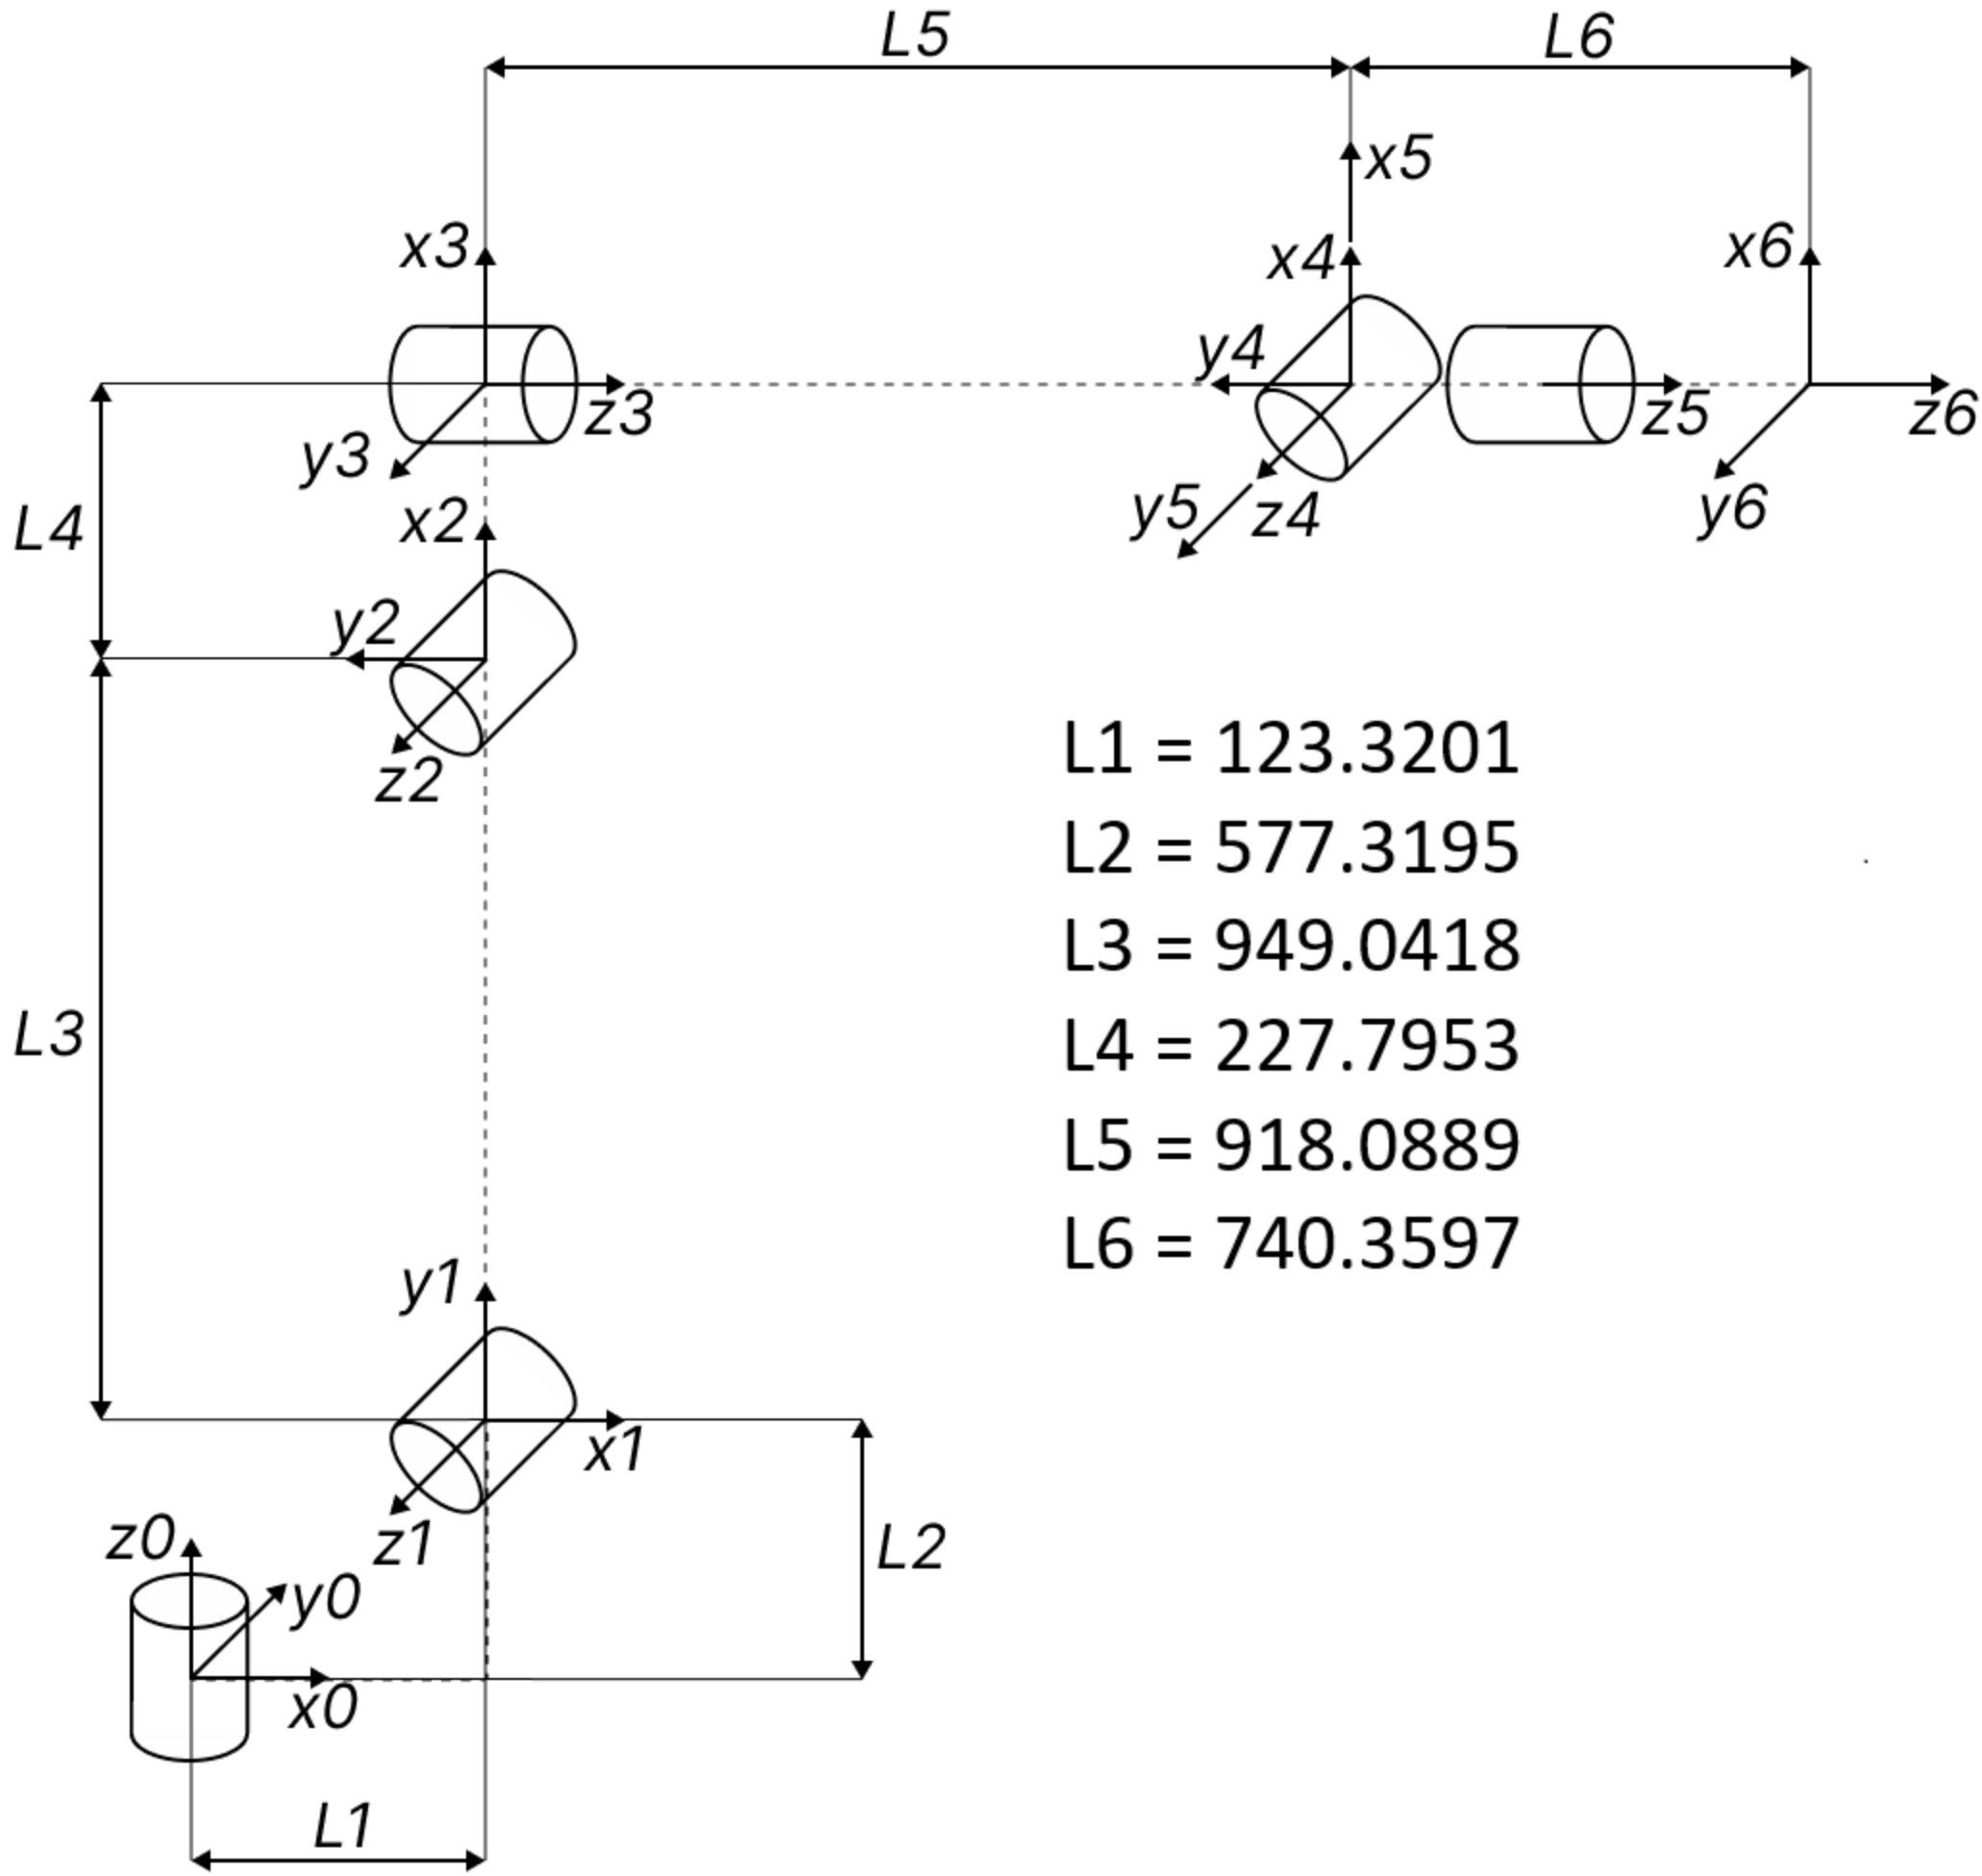 L5
L6
x5
x3
x4
x6
y4
z3
z5
z6
y3
L4
x2
y5
z4
y6
y2
z2
L1 = 123.3201
L2 = 577.3195
L3 = 949.0418
L4 = 227.7953
L5 = 918.0889
L6 = 740.3597
L3
y1
x1
z0
z1
L2
y0
x0
L1